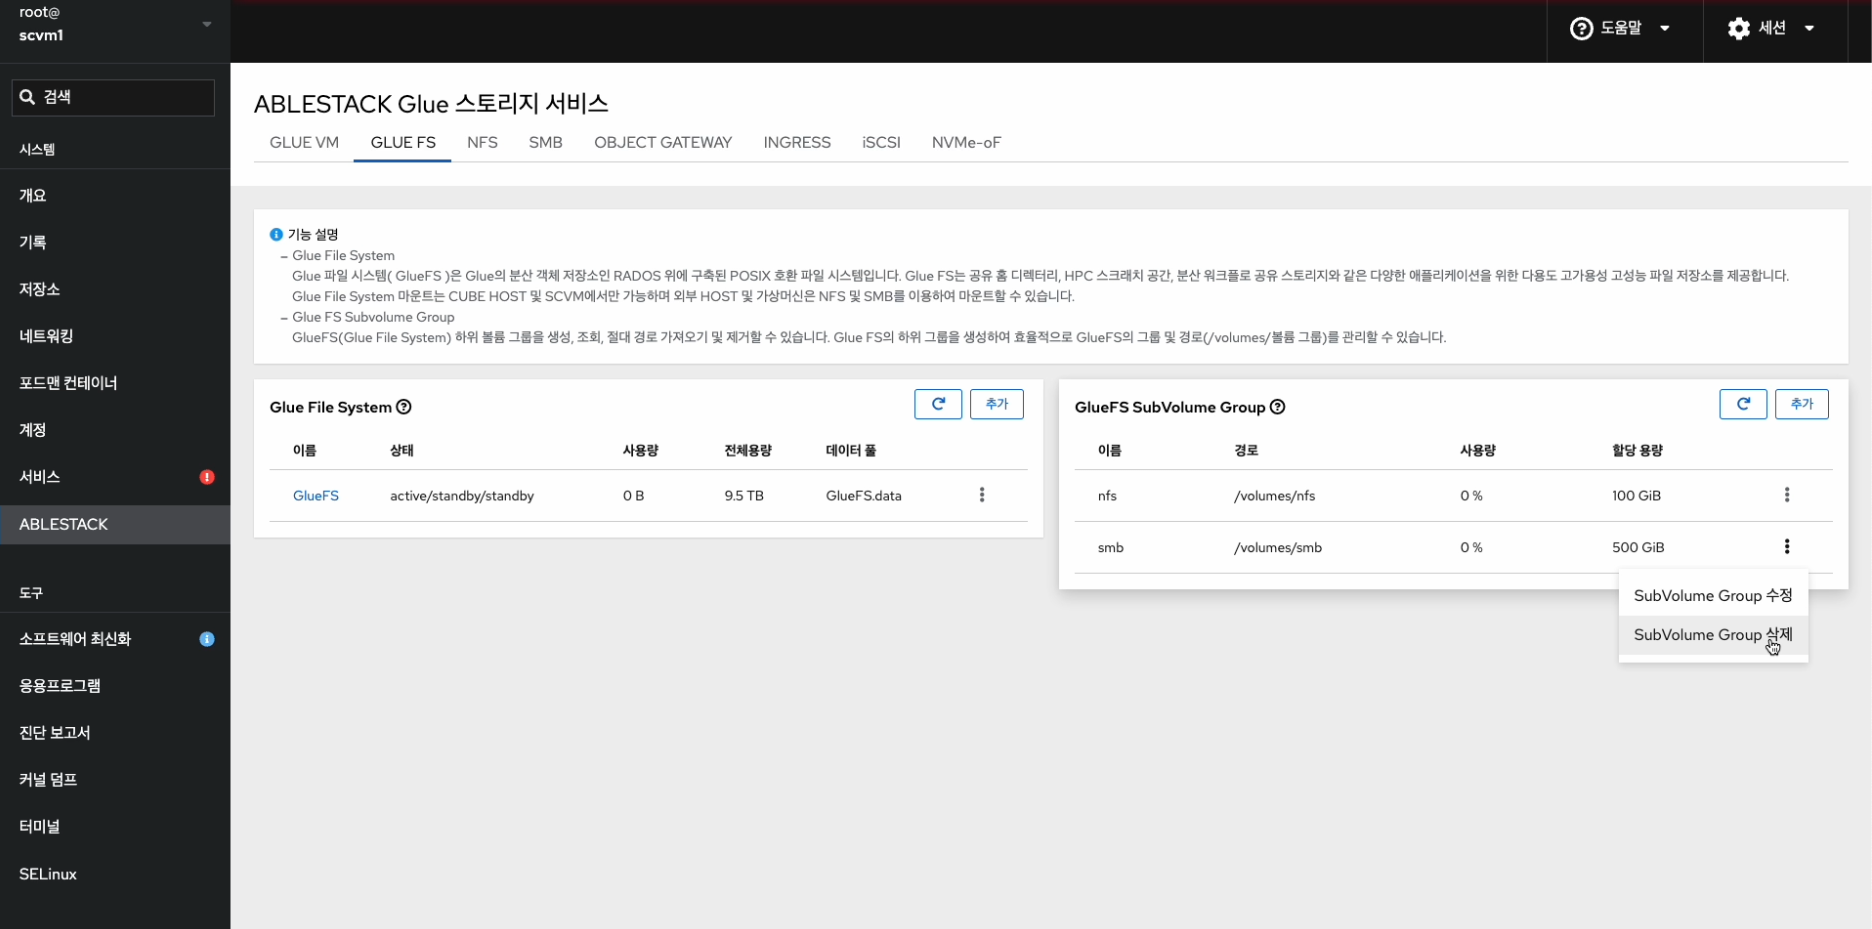 root@
scvm1
도움말
세션
검색
시스템
개요
기록
저장소
네트워킹
포드맨 컨테이너
계정
서비스
ABLESTACK
도구
소프트웨어 최신화
응용프로그램
진단 보고서
커널 덤프
터미널
SELinux
ABLESTACK Glue 스토리지 서비스
GLUE VM GLUE FS NFS SMB OBJECT GATEWAY INGRESS iSCSI NVMe-oF
기능 설명
– Glue File System
Glue 파일 시스템( GlueFS )은 Glue의 분산 객체 저장소인 RADOS 위에 구축된 POSIX 호환 파일 시스템입니다. Glue FS는 공유 홈 디렉터리, HPC 스크래치 공간, 분산 워크플로 공유 스토리지와 같은 다양한 애플리케이션을 위한 다용도 고가용성 고성능 파일 저장소를 제공합니다.
Glue File System 마운트는 CUBE HOST 및 SCVM에서만 가능하며 외부 HOST 및 가상머신은 NFS 및 SMB를 이용하여 마운트할 수 있습니다.
– Glue FS Subvolume Group
GlueFS(Glue File System) 하위 볼륨 그룹을 생성, 조회, 절대 경로 가져오기 및 제거할 수 있습니다. Glue FS의 하위 그룹을 생성하여 효율적으로 GlueFS의 그룹 및 경로(/volumes/볼륨 그룹)를 관리할 수 있습니다.
Glue File System
추가
이름 상태 사용량 전체용량 데이터 풀
GlueFS active/standby/standby 0 B 9.5 TB GlueFS.data
GlueFS SubVolume Group
추가
이름 경로 사용량 할당 용량
nfs /volumes/nfs 0 % 100 GiB
smb /volumes/smb 0 % 500 GiB
SubVolume Group 수정
SubVolume Group 삭제